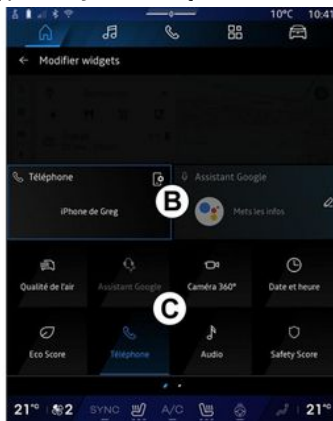 10°C 10:41
← Modifier widgets
Téléphone
Assistant Google
B
iPhone de Greg
Mets les infos
Qualité de l'air
Assistant Google
Caméra 360°
Date et heure
C
Eco Score
Téléphone
Audio
Safety Score
21°° 2 SYNC A/C 21°°